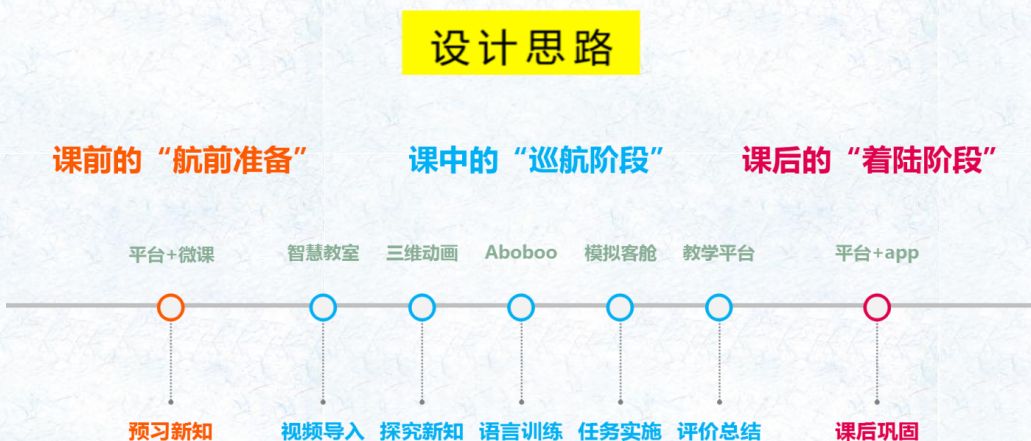 设计思路
课前的“航前准备” 课中的“巡航阶段” 课后的“着陆阶段”
平台+微课 智慧教室 三维动画 Aboboo 模拟客舱 教学平台 平台+app
预习新知 视频导入 探究新知 语言训练 任务实施 评价总结 课后巩固